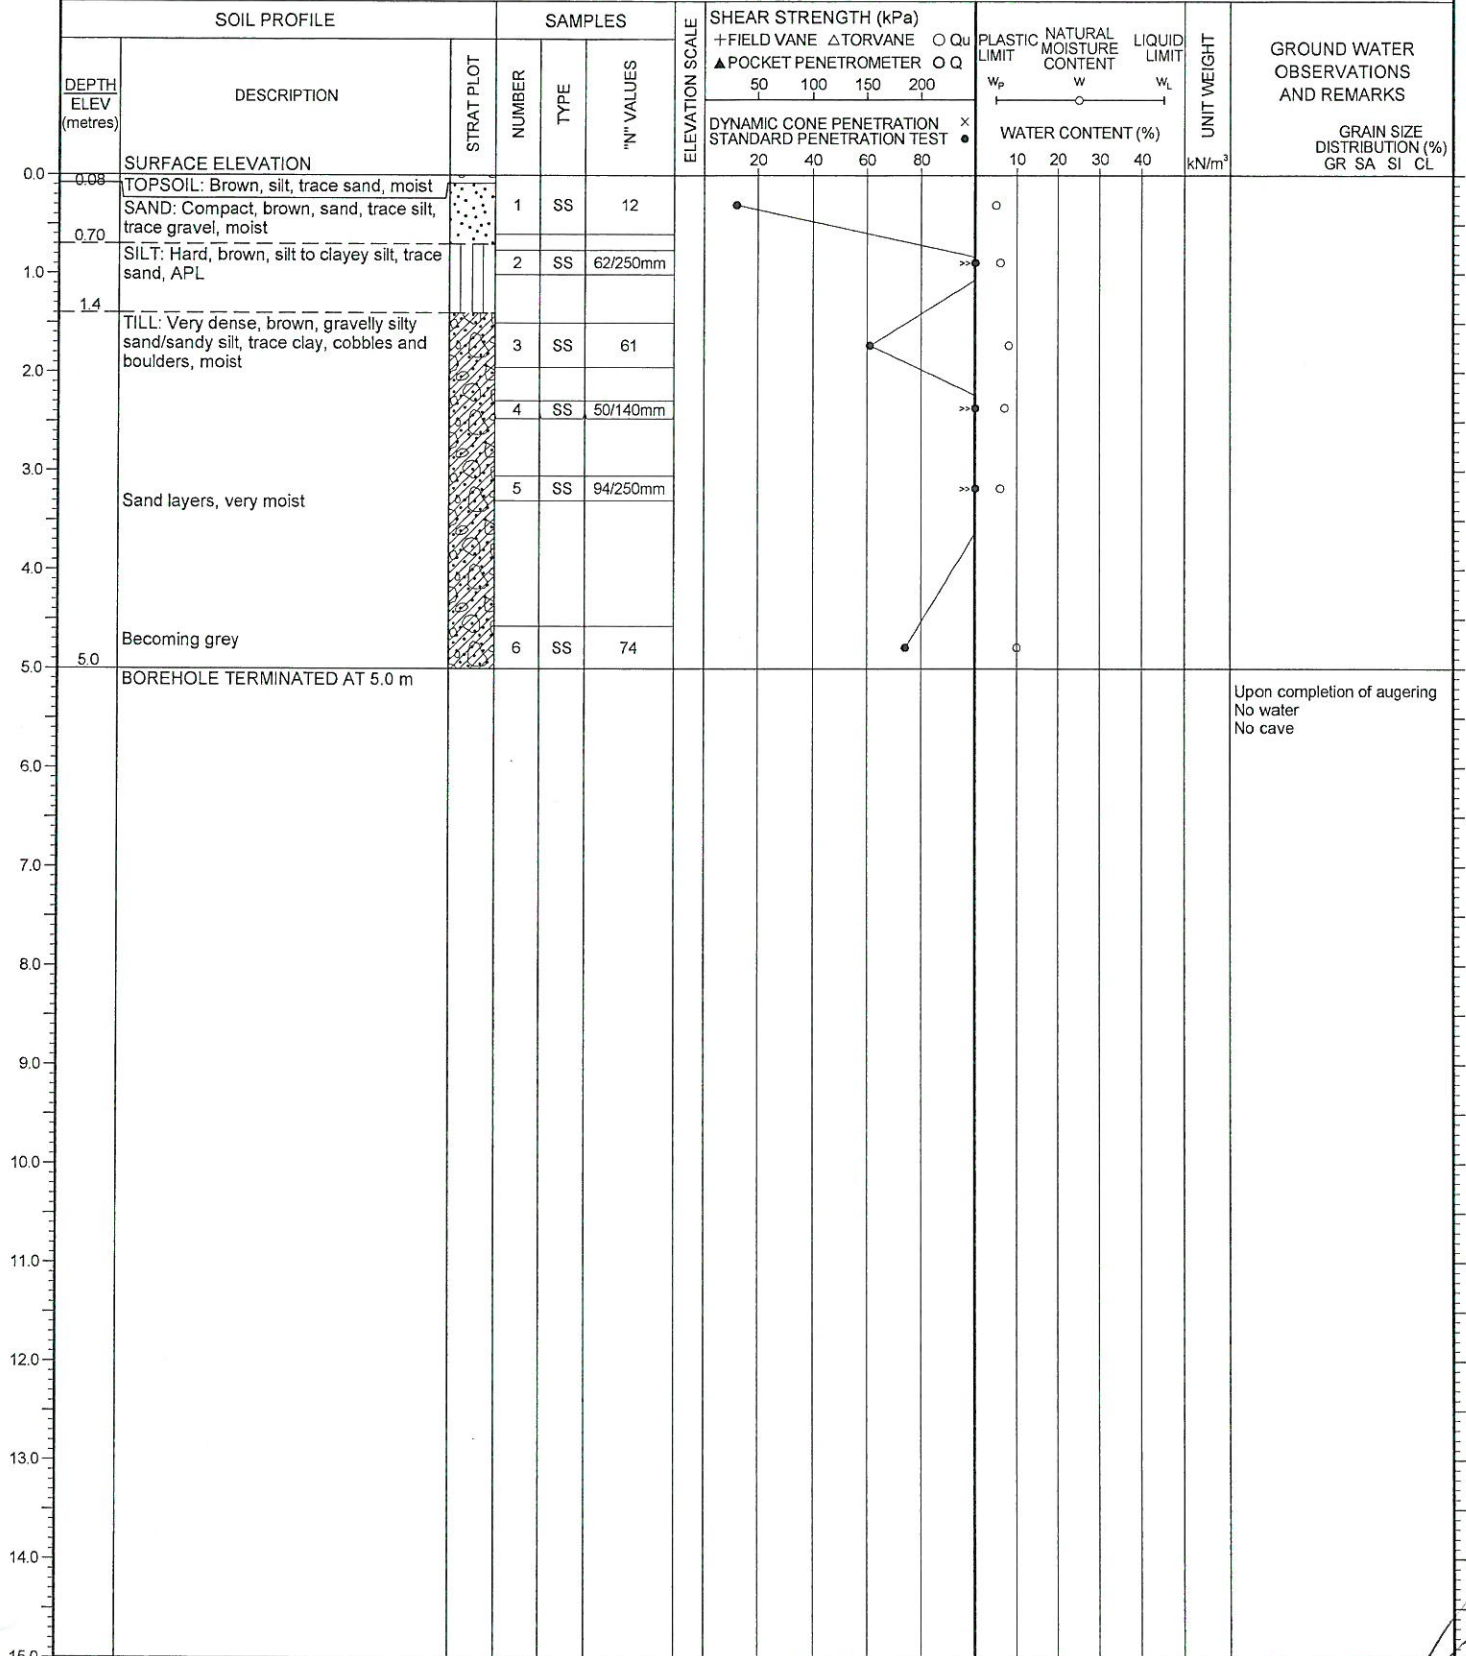 SOIL PROFILE
SAMPLES
DEPTH
ELEV
(metres)
DESCRIPTION
STRAT PLOT
NUMBER
TYPE
"N" VALUES
ELEVATION SCALE
SHEAR STRENGTH (kPa)
+FIELD VANE △TORVANE ○ Qu
▲POCKET PENETROMETER ○ Q
50 100 150 200
DYNAMIC CONE PENETRATION ×
STANDARD PENETRATION TEST ●
20 40 60 80
PLASTIC
LIMIT
NATURAL
MOISTURE
CONTENT
LIQUID
LIMIT
WP W WL
WATER CONTENT (%)
10 20 30 40
UNIT WEIGHT
kN/m³
GROUND WATER
OBSERVATIONS
AND REMARKS
GRAIN SIZE
DISTRIBUTION (%)
GR SA SI CL
SURFACE ELEVATION
0.0
0.08
TOPSOIL: Brown, silt, trace sand, moist
SAND: Compact, brown, sand, trace silt,
trace gravel, moist
1 SS 12
0.70
SILT: Hard, brown, silt to clayey silt, trace
sand, APL
2 SS 62/250mm
>>
1.0
1.4
TILL: Very dense, brown, gravelly silty
sand/sandy silt, trace clay, cobbles and
boulders, moist
3 SS 61
2.0
4 SS 50/140mm
>>
3.0
5 SS 94/250mm
>>
Sand layers, very moist
4.0
Becoming grey
6 SS 74
5.0
5.0
BOREHOLE TERMINATED AT 5.0 m
Upon completion of augering
No water
No cave
6.0
7.0
8.0
9.0
10.0
11.0
12.0
13.0
14.0
15.0